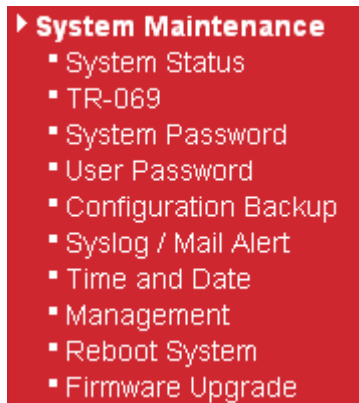 System Maintenance
System Status
TR-069
System Password
User Password
Configuration Backup
Syslog / Mail Alert
Time and Date
Management
Reboot System
Firmware Upgrade